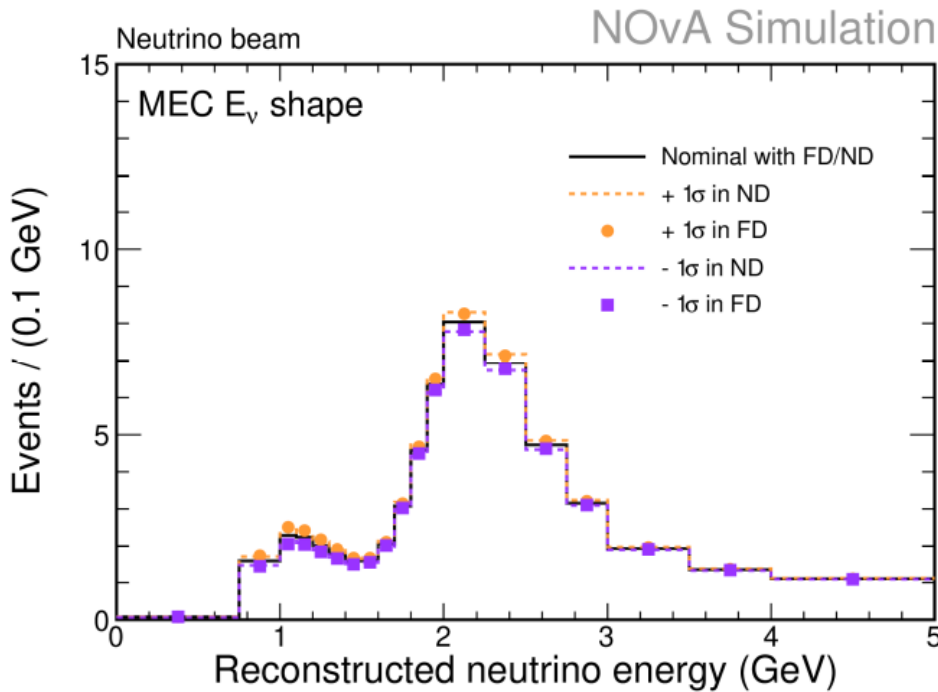 Neutrino beam
NOvA Simulation
MEC Eν shape
Nominal with FD/ND
+ 1σ in ND
+ 1σ in FD
- 1σ in ND
- 1σ in FD
Events / (0.1 GeV)
15
10
5
0
0 1 2 3 4 5
Reconstructed neutrino energy (GeV)